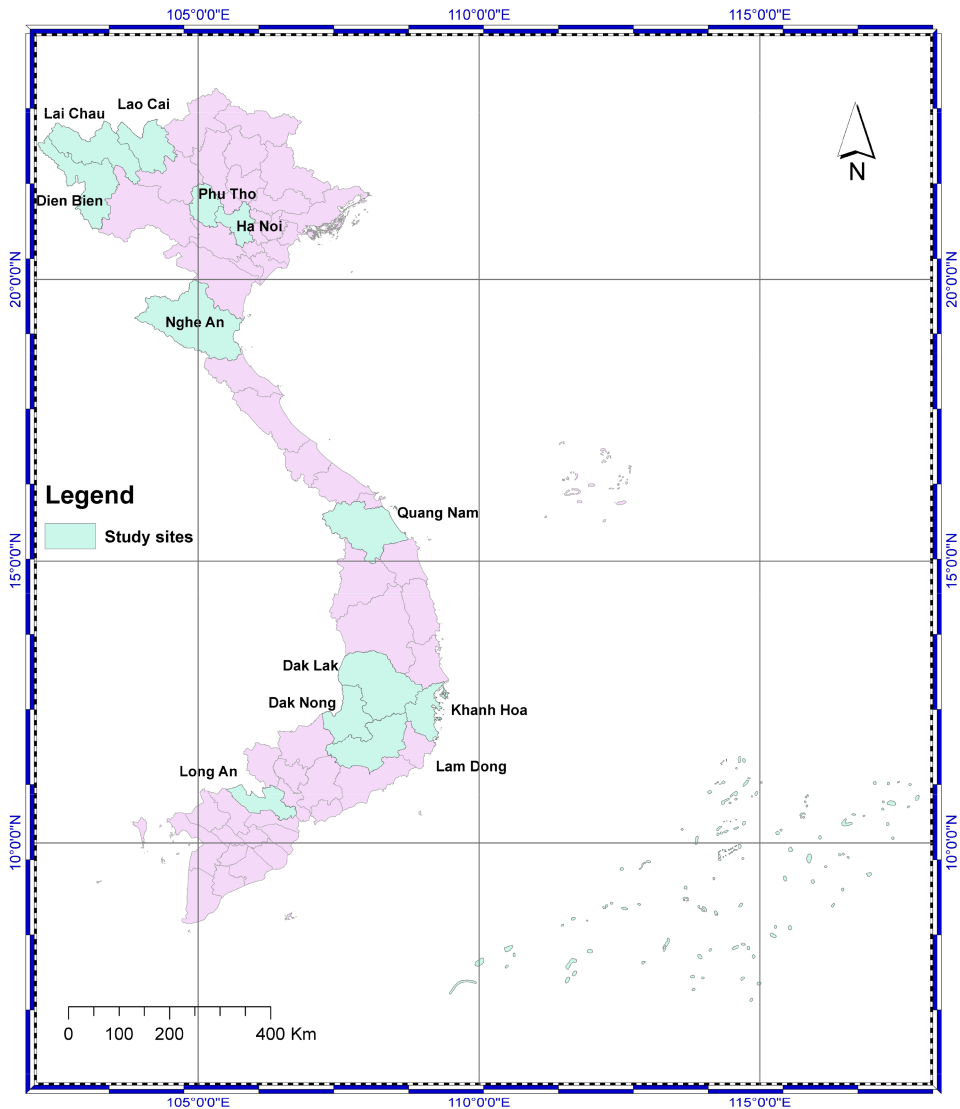 105°0'0"E 110°0'0"E 115°0'0"E
Lao Cai
Lai Chau
N
Phu Tho
Dien Bien
Ha Noi
20°0'0"N 20°0'0"N
Nghe An
Legend
Quang Nam
Study sites
15°0'0"N 15°0'0"N
Dak Lak
Dak Nong
Khanh Hoa
Lam Dong
Long An
10°0'0"N 10°0'0"N
0 100 200 400 Km
105°0'0"E 110°0'0"E 115°0'0"E